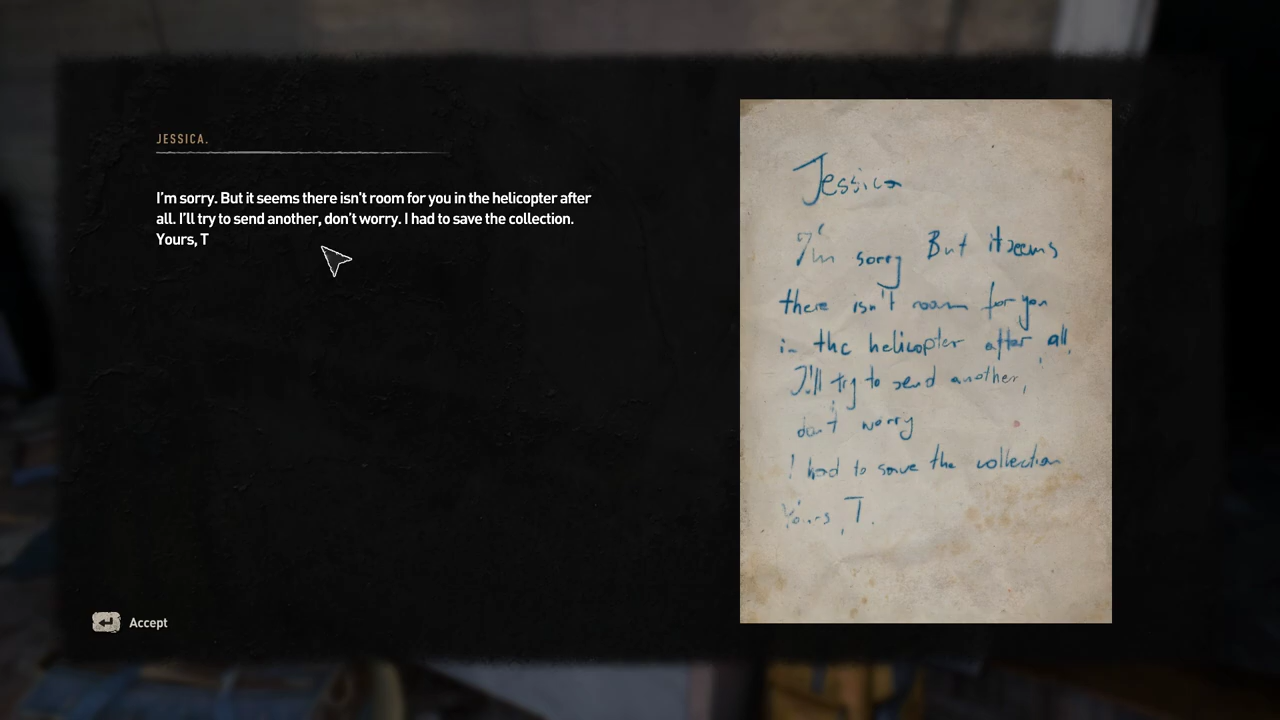 JESSICA.
I'm sorry. But it seems there isn't room for you in the helicopter after
all. I'll try to send another, don't worry. I had to save the collection.
Yours, T
Accept
Jessica
I'm sorry But it seems
there isn't room for you
in the helicopter after all,
I'll try to send another,
don't worry
I had to save the collection
Yours, T.